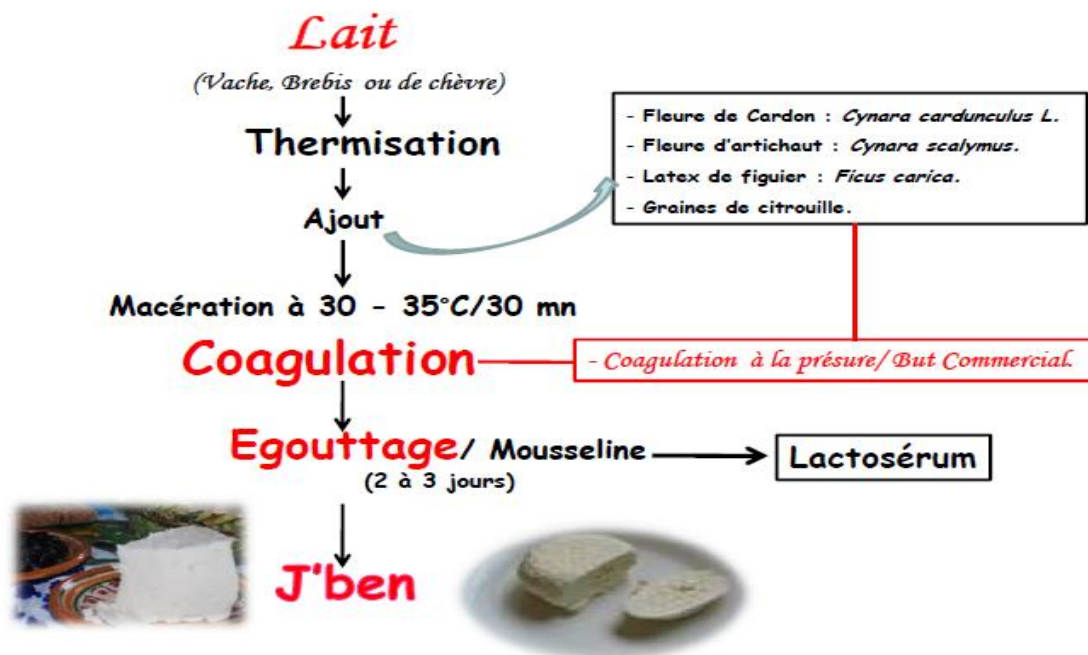 Lait
(Vache, Brebis ou de chèvre)
Thermisation
Ajout
- Fleure de Cardon : Cynara cardunculus L.
- Fleure d'artichaut : Cynara scalymus.
- Latex de figuier : Ficus carica.
- Graines de citrouille.
Macération à 30 - 35°C/30 mn
Coagulation
- Coagulation à la présure/ But Commercial.
Egouttage/ Mousseline
(2 à 3 jours)
Lactosérum
J'ben